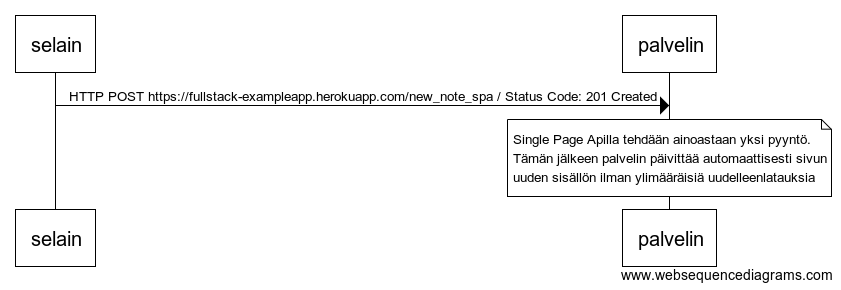 selain palvelin
HTTP POST https://fullstack-exampleapp.herokuapp.com/new_note_spa / Status Code: 201 Created
Single Page Apilla tehdään ainoastaan yksi pyyntö.
Tämän jälkeen palvelin päivittää automaattisesti sivun
uuden sisällön ilman ylimääräisiä uudelleenlatauksia
selain palvelin
www.websequencediagrams.com